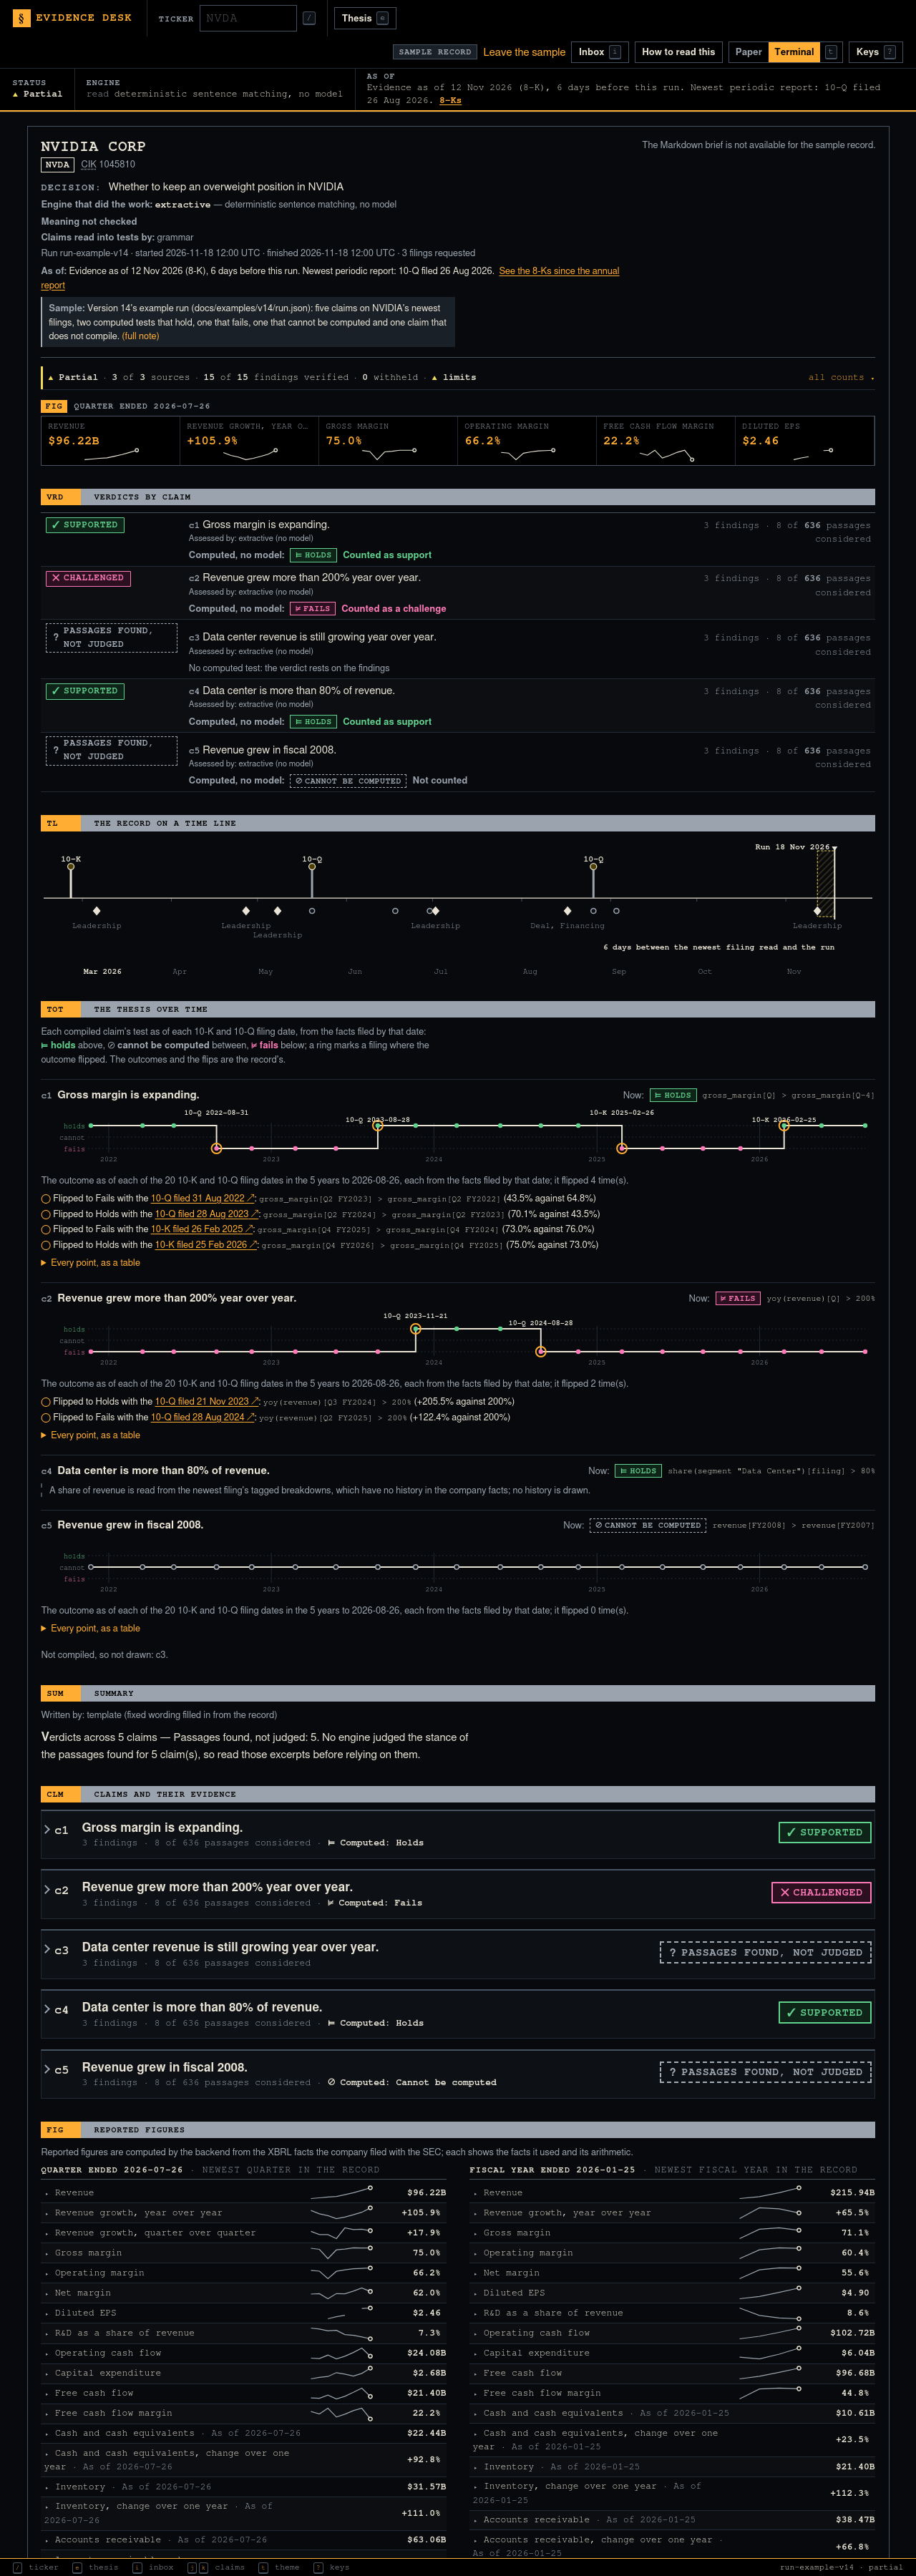 § EVIDENCE DESK
TICKER NVDA /
Thesis e
SAMPLE RECORD Leave the sample Inbox i How to read this Paper Terminal t Keys ?
STATUS
▲ Partial
ENGINE
read deterministic sentence matching, no model
AS OF
Evidence as of 12 Nov 2026 (8-K), 6 days before this run. Newest periodic report: 10-Q filed
26 Aug 2026. 8-Ks
NVIDIA CORP
The Markdown brief is not available for the sample record.
NVDA CIK 1045810
DECISION: Whether to keep an overweight position in NVIDIA
Engine that did the work: extractive — deterministic sentence matching, no model
Meaning not checked
Claims read into tests by: grammar
Run run-example-v14 · started 2026-11-18 12:00 UTC · finished 2026-11-18 12:00 UTC · 3 filings requested
As of: Evidence as of 12 Nov 2026 (8-K), 6 days before this run. Newest periodic report: 10-Q filed 26 Aug 2026. See the 8-Ks since the annual
report
Sample: Version 14's example run (docs/examples/v14/run.json): five claims on NVIDIA's newest
filings, two computed tests that hold, one that fails, one that cannot be computed and one claim that
does not compile. (full note)
▲ Partial · 3 of 3 sources · 15 of 15 findings verified · 0 withheld · ▲ limits
all counts ▾
FIG QUARTER ENDED 2026-07-26
REVENUE
$96.22B
REVENUE GROWTH, YEAR O…
+105.9%
GROSS MARGIN
75.0%
OPERATING MARGIN
66.2%
FREE CASH FLOW MARGIN
22.2%
DILUTED EPS
$2.46
VRD VERDICTS BY CLAIM
✓ SUPPORTED
c1 Gross margin is expanding.
Assessed by: extractive (no model)
Computed, no model: ⊨ HOLDS Counted as support
3 findings · 8 of 636 passages
considered
✕ CHALLENGED
c2 Revenue grew more than 200% year over year.
Assessed by: extractive (no model)
Computed, no model: ⊭ FAILS Counted as a challenge
3 findings · 8 of 636 passages
considered
? PASSAGES FOUND,
NOT JUDGED
c3 Data center revenue is still growing year over year.
Assessed by: extractive (no model)
No computed test: the verdict rests on the findings
3 findings · 8 of 636 passages
considered
✓ SUPPORTED
c4 Data center is more than 80% of revenue.
Assessed by: extractive (no model)
Computed, no model: ⊨ HOLDS Counted as support
3 findings · 8 of 636 passages
considered
? PASSAGES FOUND,
NOT JUDGED
c5 Revenue grew in fiscal 2008.
Assessed by: extractive (no model)
Computed, no model: ⊘ CANNOT BE COMPUTED Not counted
3 findings · 8 of 636 passages
considered
TL THE RECORD ON A TIME LINE
Run 18 Nov 2026
10-K 10-Q 10-Q
Leadership Leadership Leadership Deal, Financing Leadership
Leadership
6 days between the newest filing read and the run
Mar 2026 Apr May Jun Jul Aug Sep Oct Nov
TOT THE THESIS OVER TIME
Each compiled claim's test as of each 10-K and 10-Q filing date, from the facts filed by that date:
⊨ holds above, ⊘ cannot be computed between, ⊭ fails below; a ring marks a filing where the
outcome flipped. The outcomes and the flips are the record's.
c1 Gross margin is expanding.
Now: ⊨ HOLDS gross_margin[Q] > gross_margin[Q-4]
10-Q 2022-08-31 10-Q 2023-08-28 10-K 2025-02-26 10-K 2026-02-25
holds
cannot
fails
2022 2023 2024 2025 2026
The outcome as of each of the 20 10-K and 10-Q filing dates in the 5 years to 2026-08-26, each from the facts filed by that date; it flipped 4 time(s).
Flipped to Fails with the 10-Q filed 31 Aug 2022 ↗: gross_margin[Q2 FY2023] > gross_margin[Q2 FY2022] (43.5% against 64.8%)
Flipped to Holds with the 10-Q filed 28 Aug 2023 ↗: gross_margin[Q2 FY2024] > gross_margin[Q2 FY2023] (70.1% against 43.5%)
Flipped to Fails with the 10-K filed 26 Feb 2025 ↗: gross_margin[Q4 FY2025] > gross_margin[Q4 FY2024] (73.0% against 76.0%)
Flipped to Holds with the 10-K filed 25 Feb 2026 ↗: gross_margin[Q4 FY2026] > gross_margin[Q4 FY2025] (75.0% against 73.0%)
▶ Every point, as a table
c2 Revenue grew more than 200% year over year.
Now: ⊭ FAILS yoy(revenue)[Q] > 200%
10-Q 2023-11-21 10-Q 2024-08-28
holds
cannot
fails
2022 2023 2024 2025 2026
The outcome as of each of the 20 10-K and 10-Q filing dates in the 5 years to 2026-08-26, each from the facts filed by that date; it flipped 2 time(s).
Flipped to Holds with the 10-Q filed 21 Nov 2023 ↗: yoy(revenue)[Q3 FY2024] > 200% (+205.5% against 200%)
Flipped to Fails with the 10-Q filed 28 Aug 2024 ↗: yoy(revenue)[Q2 FY2025] > 200% (+122.4% against 200%)
▶ Every point, as a table
c4 Data center is more than 80% of revenue.
Now: ⊨ HOLDS share(segment "Data Center")[filing] > 80%
A share of revenue is read from the newest filing's tagged breakdowns, which have no history in the company facts; no history is drawn.
c5 Revenue grew in fiscal 2008.
Now: ⊘ CANNOT BE COMPUTED revenue[FY2008] > revenue[FY2007]
holds
cannot
fails
2022 2023 2024 2025 2026
The outcome as of each of the 20 10-K and 10-Q filing dates in the 5 years to 2026-08-26, each from the facts filed by that date; it flipped 0 time(s).
▶ Every point, as a table
Not compiled, so not drawn: c3.
SUM SUMMARY
Written by: template (fixed wording filled in from the record)
Verdicts across 5 claims — Passages found, not judged: 5. No engine judged the stance of
the passages found for 5 claim(s), so read those excerpts before relying on them.
CLM CLAIMS AND THEIR EVIDENCE
c1 Gross margin is expanding.
3 findings · 8 of 636 passages considered · ⊨ Computed: Holds
✓ SUPPORTED
c2 Revenue grew more than 200% year over year.
3 findings · 8 of 636 passages considered · ⊭ Computed: Fails
✕ CHALLENGED
c3 Data center revenue is still growing year over year.
3 findings · 8 of 636 passages considered
? PASSAGES FOUND, NOT JUDGED
c4 Data center is more than 80% of revenue.
3 findings · 8 of 636 passages considered · ⊨ Computed: Holds
✓ SUPPORTED
c5 Revenue grew in fiscal 2008.
3 findings · 8 of 636 passages considered · ⊘ Computed: Cannot be computed
? PASSAGES FOUND, NOT JUDGED
FIG REPORTED FIGURES
Reported figures are computed by the backend from the XBRL facts the company filed with the SEC; each shows the facts it used and its arithmetic.
QUARTER ENDED 2026-07-26 · NEWEST QUARTER IN THE RECORD
Revenue $96.22B
Revenue growth, year over year +105.9%
Revenue growth, quarter over quarter +17.9%
Gross margin 75.0%
Operating margin 66.2%
Net margin 62.0%
Diluted EPS $2.46
R&D as a share of revenue 7.3%
Operating cash flow $24.08B
Capital expenditure $2.68B
Free cash flow $21.40B
Free cash flow margin 22.2%
Cash and cash equivalents · As of 2026-07-26 $22.44B
Cash and cash equivalents, change over one
year · As of 2026-07-26 +92.8%
Inventory · As of 2026-07-26 $31.57B
Inventory, change over one year · As of
2026-07-26 +111.0%
Accounts receivable · As of 2026-07-26 $63.06B
FISCAL YEAR ENDED 2026-01-25 · NEWEST FISCAL YEAR IN THE RECORD
Revenue $215.94B
Revenue growth, year over year +65.5%
Gross margin 71.1%
Operating margin 60.4%
Net margin 55.6%
Diluted EPS $4.90
R&D as a share of revenue 8.6%
Operating cash flow $102.72B
Capital expenditure $6.04B
Free cash flow $96.68B
Free cash flow margin 44.8%
Cash and cash equivalents · As of 2026-01-25 $10.61B
Cash and cash equivalents, change over one
year · As of 2026-01-25 +23.5%
Inventory · As of 2026-01-25 $21.40B
Inventory, change over one year · As of
2026-01-25 +112.3%
Accounts receivable · As of 2026-01-25 $38.47B
Accounts receivable, change over one year ·
As of 2026-01-25 +66.8%
/ ticker e thesis i inbox j k claims t theme ? keys
run-example-v14 · partial